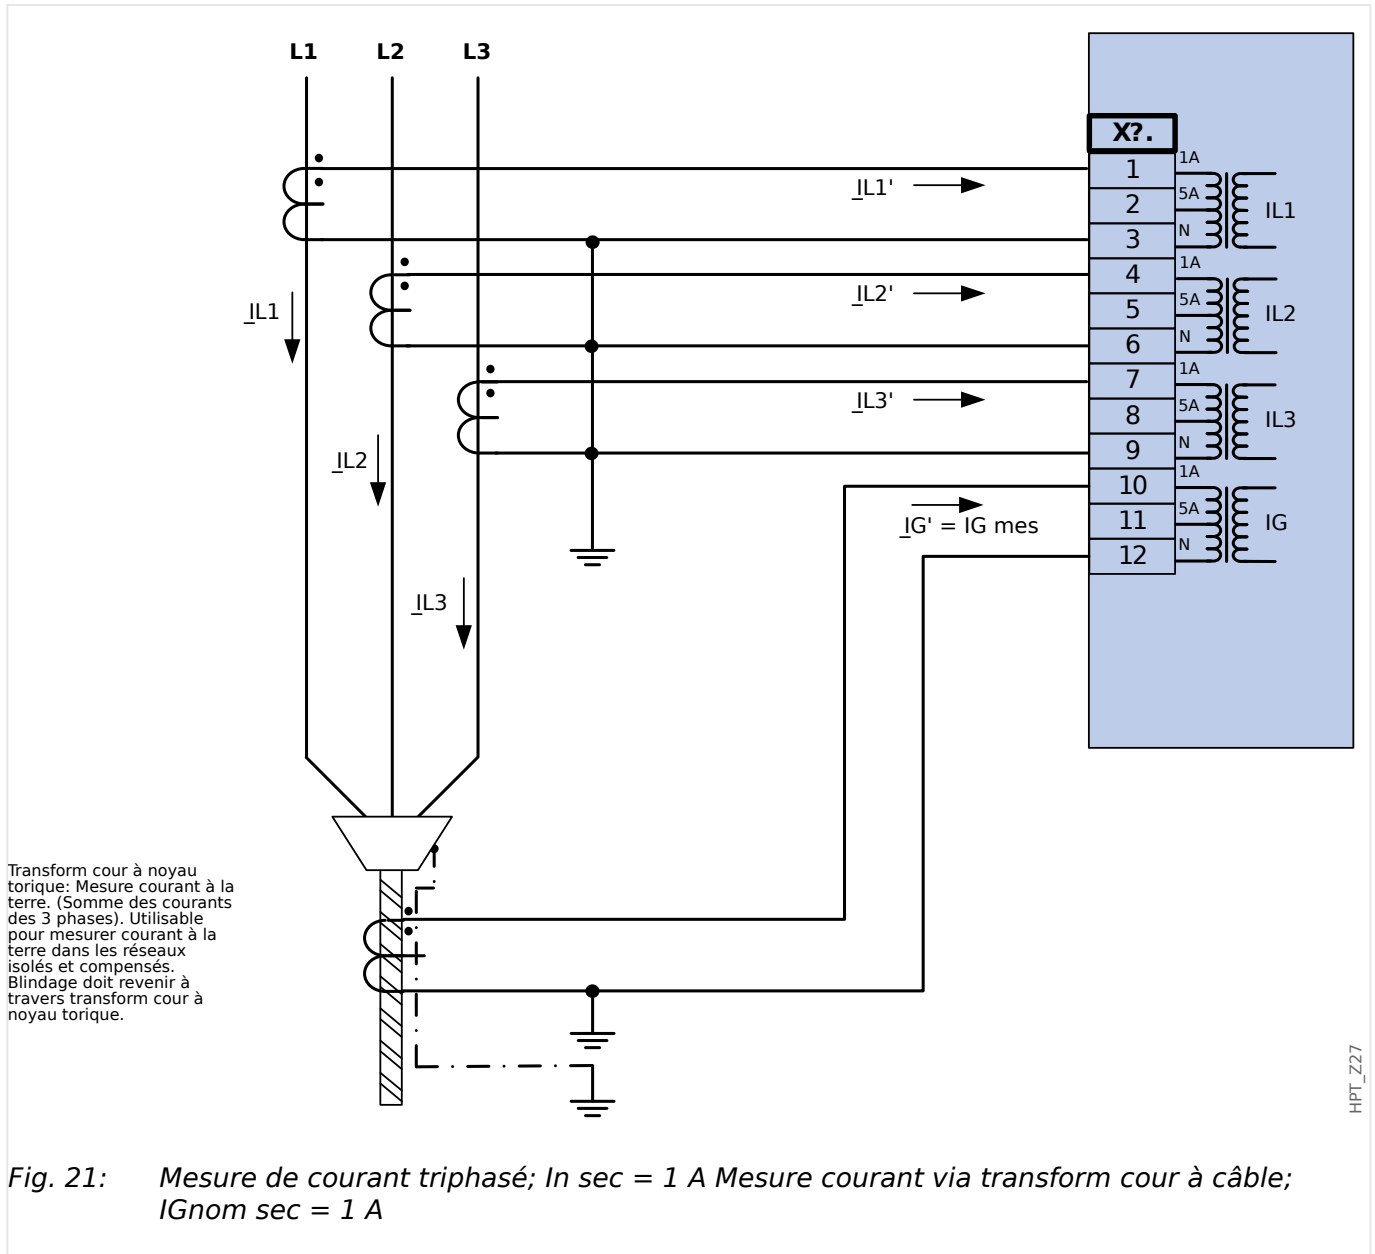 L1 L2 L3
X?.
1
2
3
4
5
6
7
8
9
10
11
12
1A
5A
N
IL1
1A
5A
N
IL2
1A
5A
N
IL3
1A
5A
N
IG
IL1'
IL2'
IL3'
IG' = IG mes
IL1
IL2
IL3
Transform cour à noyau
torique: Mesure courant à la
terre. (Somme des courants
des 3 phases). Utilisable
pour mesurer courant à la
terre dans les réseaux
isolés et compensés.
Blindage doit revenir à
travers transform cour à
noyau torique.
HPT_Z27
Fig. 21: Mesure de courant triphasé; In sec = 1 A Mesure courant via transform cour à câble;
IGnom sec = 1 A